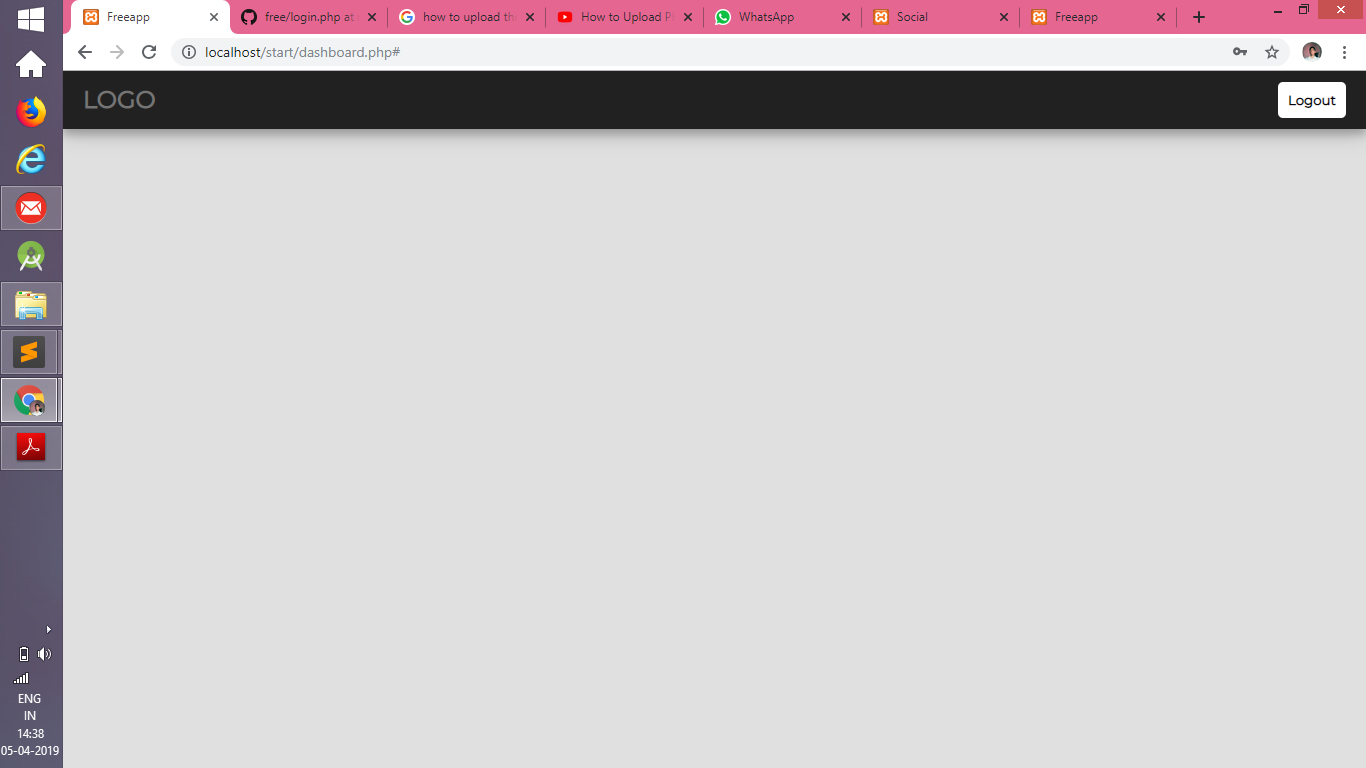 Freeapp
free/login.php at
how to upload th
How to Upload P
WhatsApp
Social
Freeapp
localhost/start/dashboard.php#
LOGO
Logout
ENG
IN
14:38
05-04-2019